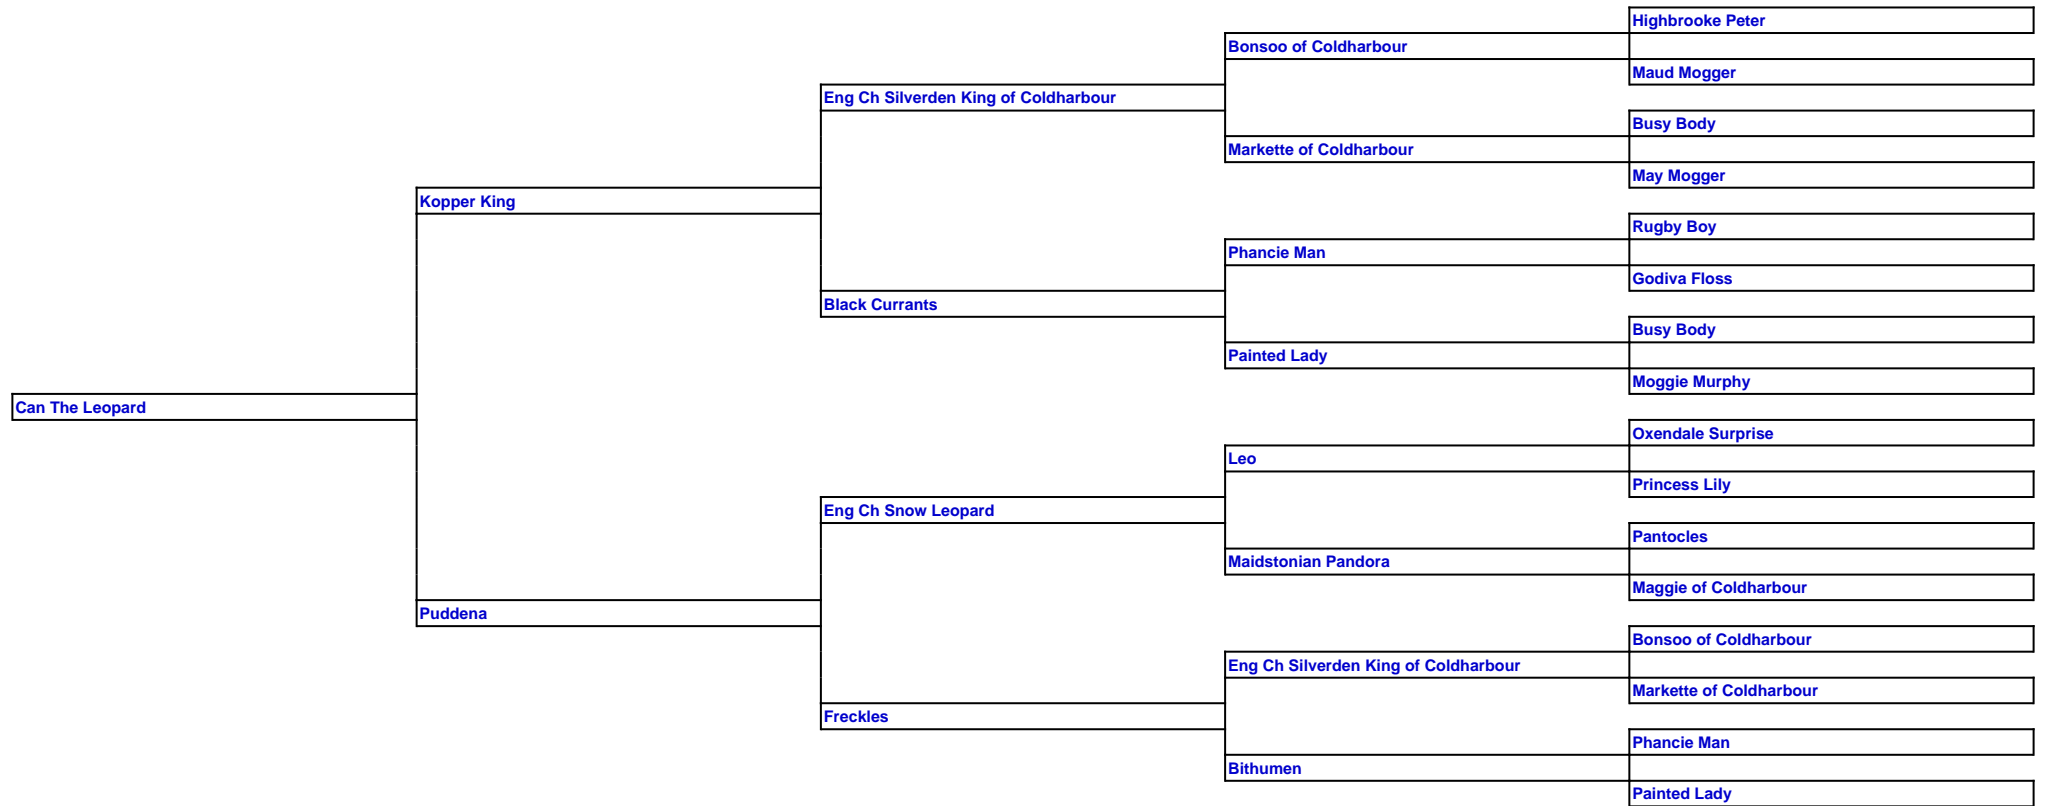 Highbrooke Peter
Bonsoo of Coldharbour
Maud Mogger
Eng Ch Silverden King of Coldharbour
Busy Body
Markette of Coldharbour
May Mogger
Kopper King
Rugby Boy
Phancie Man
Godiva Floss
Black Currants
Busy Body
Painted Lady
Moggie Murphy
Can The Leopard
Oxendale Surprise
Leo
Princess Lily
Eng Ch Snow Leopard
Pantocles
Maidstonian Pandora
Maggie of Coldharbour
Puddena
Bonsoo of Coldharbour
Eng Ch Silverden King of Coldharbour
Markette of Coldharbour
Freckles
Phancie Man
Bithumen
Painted Lady